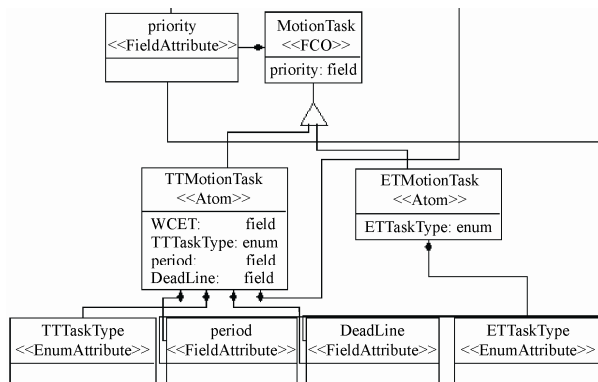 priority
<<FieldAttribute>>
MotionTask
<<FCO>>
priority: field
TTMotionTask
<<Atom>>
WCET: field
TTTaskType: enum
period: field
DeadLine: field
ETMotionTask
<<Atom>>
ETTaskType: enum
TTTaskType
<<EnumAttribute>>
period
<<FieldAttribute>>
DeadLine
<<FieldAttribute>>
ETTaskType
<<EnumAttribute>>